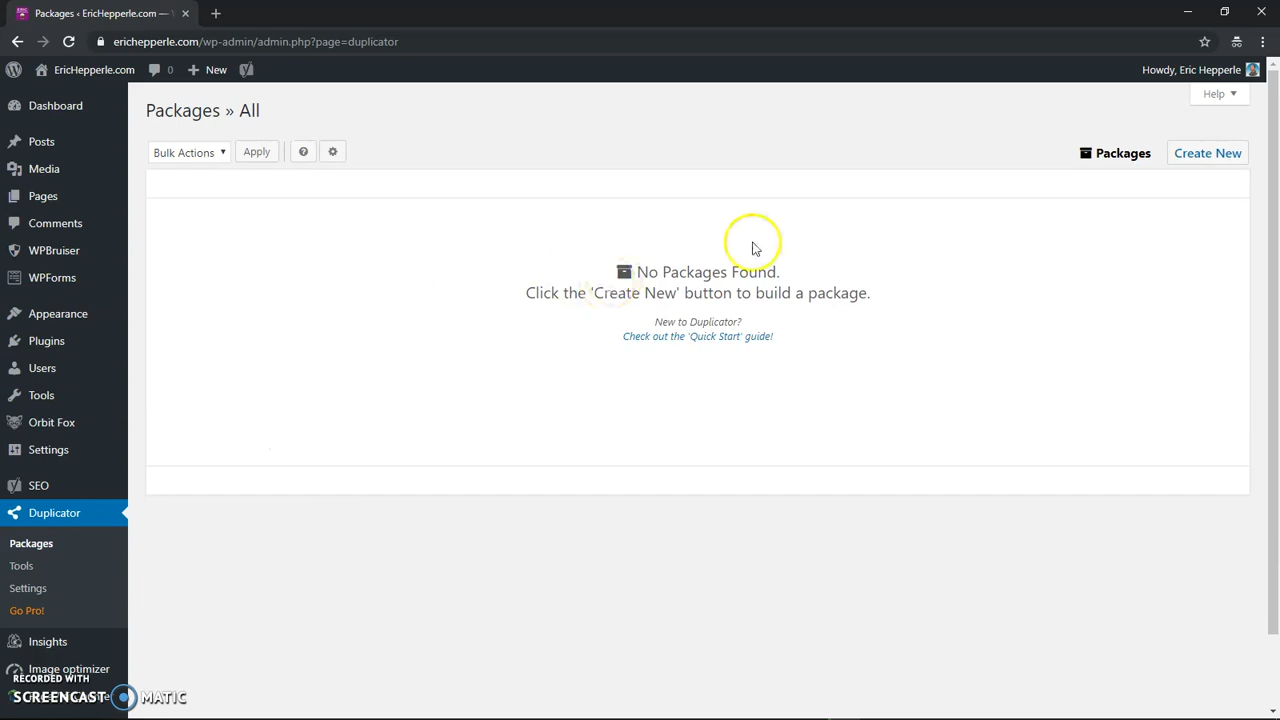 Packages ‹ EricHepperle.com —
erichepperle.com/wp-admin/admin.php?page=duplicator
EricHepperle.com
0
New
Howdy, Eric Hepperle
Help
Packages » All
Bulk Actions
Apply
Packages
Create New
No Packages Found.
Click the 'Create New' button to build a package.
New to Duplicator?
Check out the 'Quick Start' guide!
Dashboard
Posts
Media
Pages
Comments
WPBruiser
WPForms
Appearance
Plugins
Users
Tools
Orbit Fox
Settings
SEO
Duplicator
Packages
Tools
Settings
Go Pro!
Insights
Image optimizer
RECORDED WITH
SCREENCAST MATIC